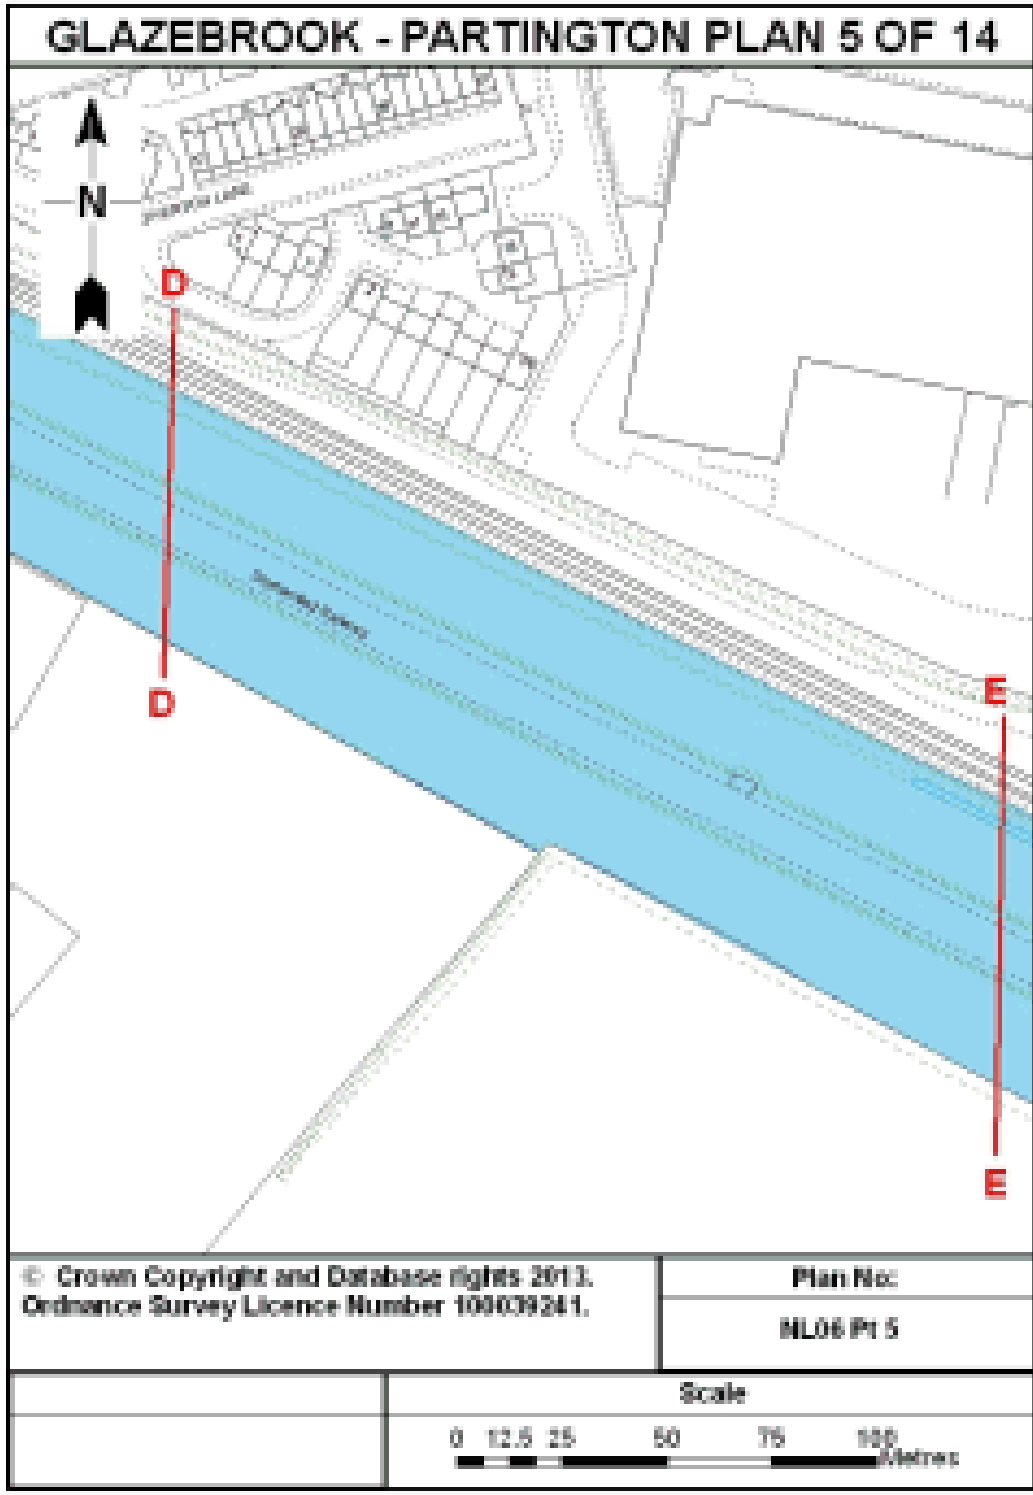 GLAZEBROOK - PARTINGTON PLAN 5 OF 14
N
D
D
E
E
© Crown Copyright and Database rights 2013.
Ordnance Survey Licence Number 100039241.
Plan No:
NL06 Pt 5
Scale
0 12.5 25 50 75 100
Metres